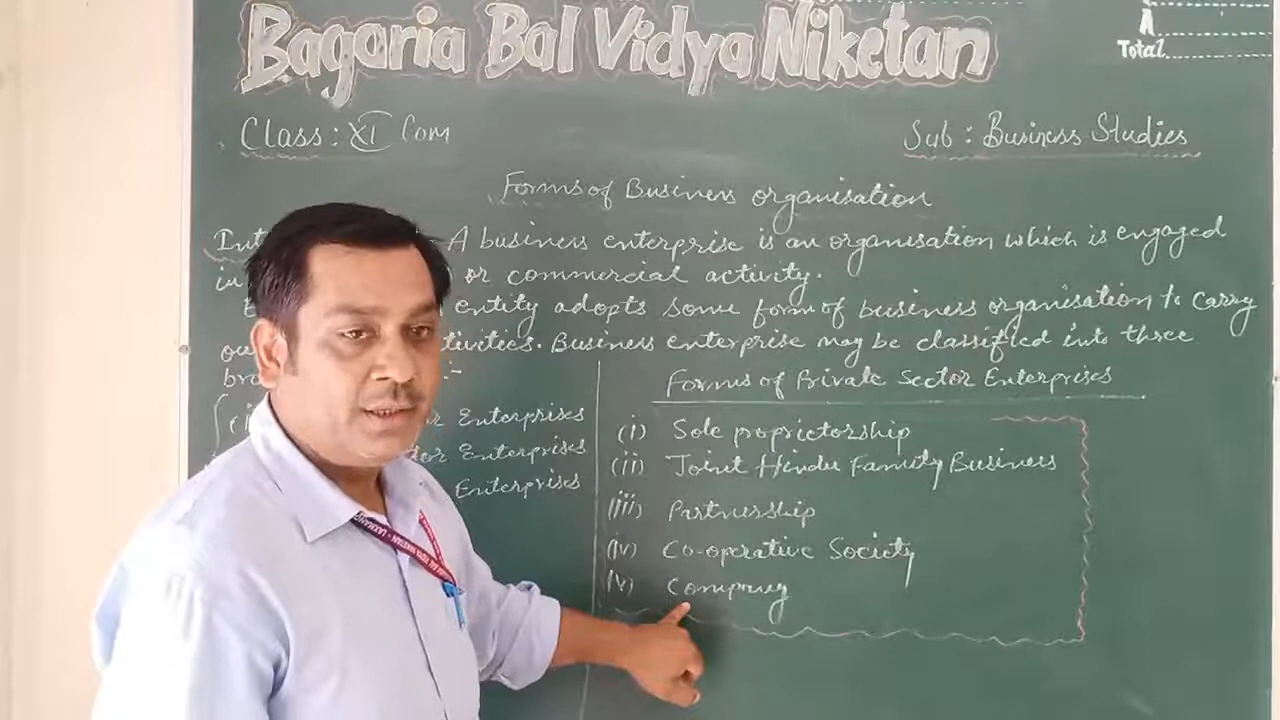 Bagaria Bal Vidya Niketan
Total
Class : XI Com
Sub : Business Studies
Forms of Business organisation
A business enterprise is an organisation which is engaged
in or commercial activity.
entity adopts some form of business organisation to carry
Business enterprise may be classified into three
:-
Enterprises
Enterprises
Enterprises
Forms of Private Sector Enterprises
(i) Sole proprietorship
(ii) Joint Hindu Family Business
(iii) Partnership
(iv) Co-operative Society
(v) Company